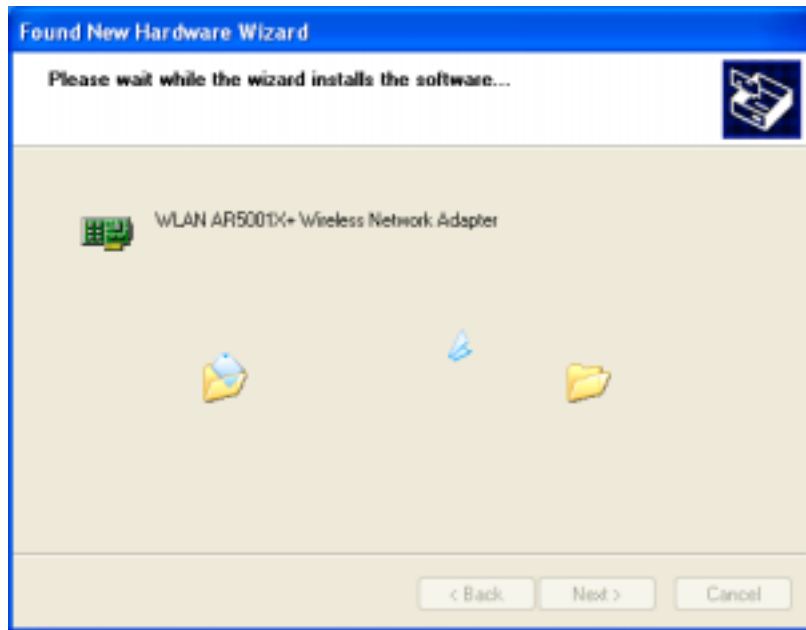 Found New Hardware Wizard
Please wait while the wizard installs the software...
WLAN AR5001X+ Wireless Network Adapter
< Back
Next >
Cancel